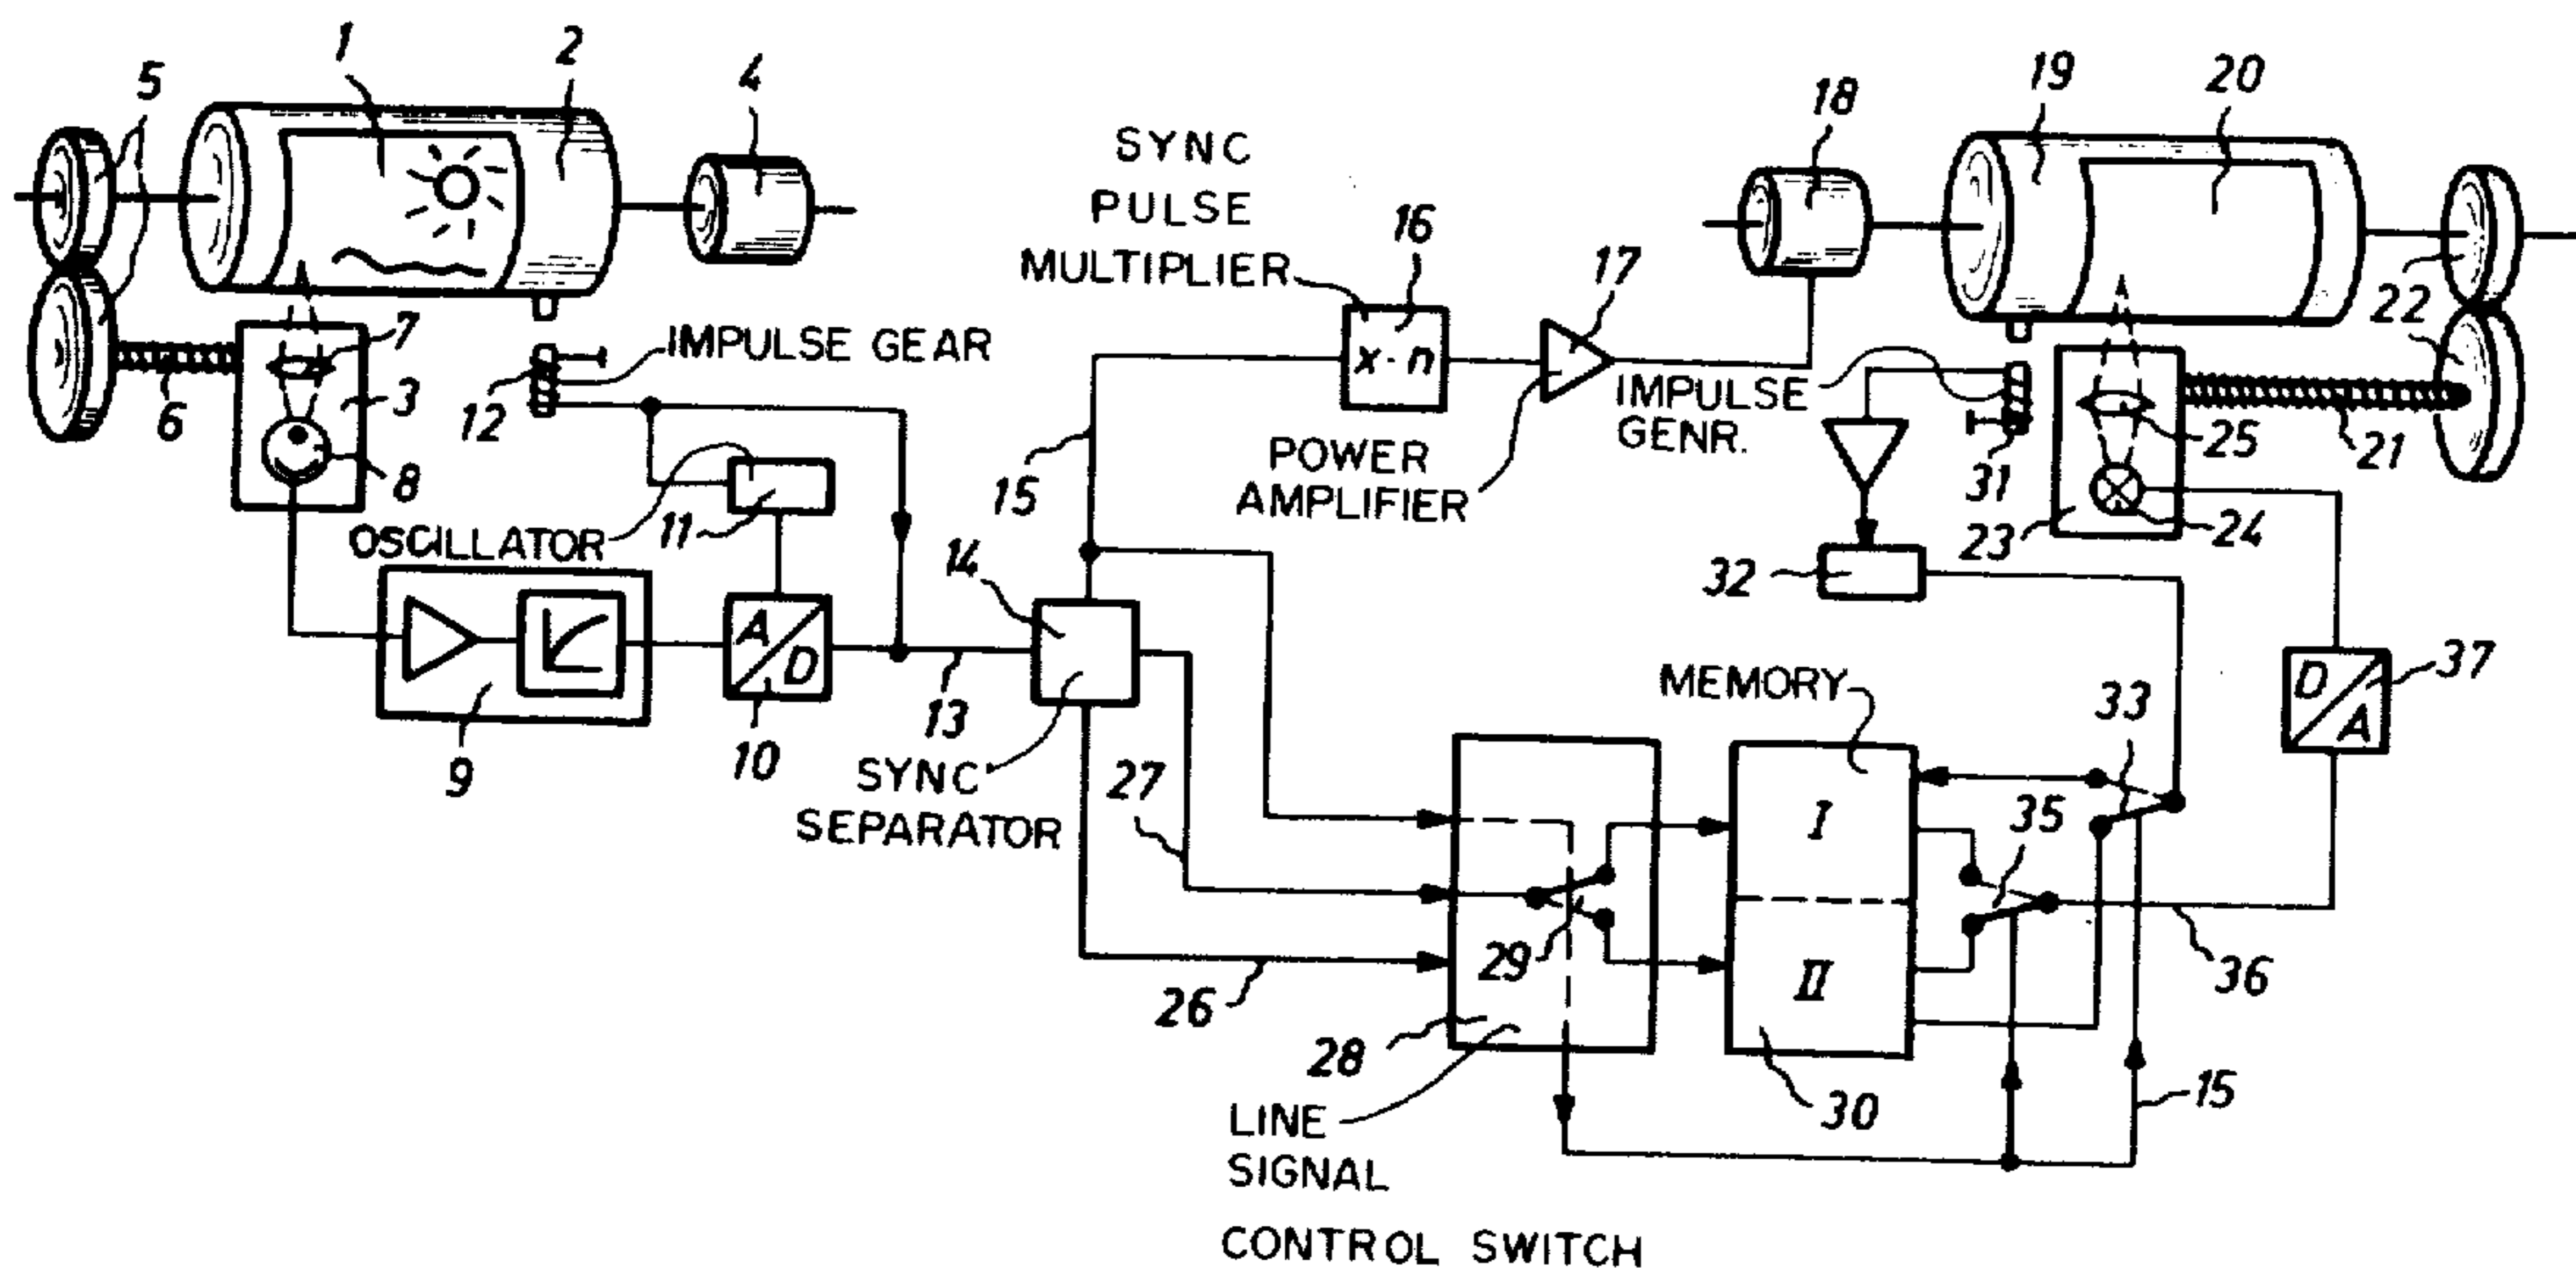 1
2
4
5
19
20
18
SYNC
PULSE
MULTIPLIER
16
x-n
17
22
7
IMPULSE GEAR
3
12
6
8
IMPULSE
GENR.
POWER
AMPLIFIER
15
31
25
21
23
24
OSCILLATOR
11
14
32
A
D
D
A
37
9
10
13
SYNC
SEPARATOR
MEMORY
33
27
I
35
29
II
36
26
28
30
15
LINE
SIGNAL
CONTROL SWITCH